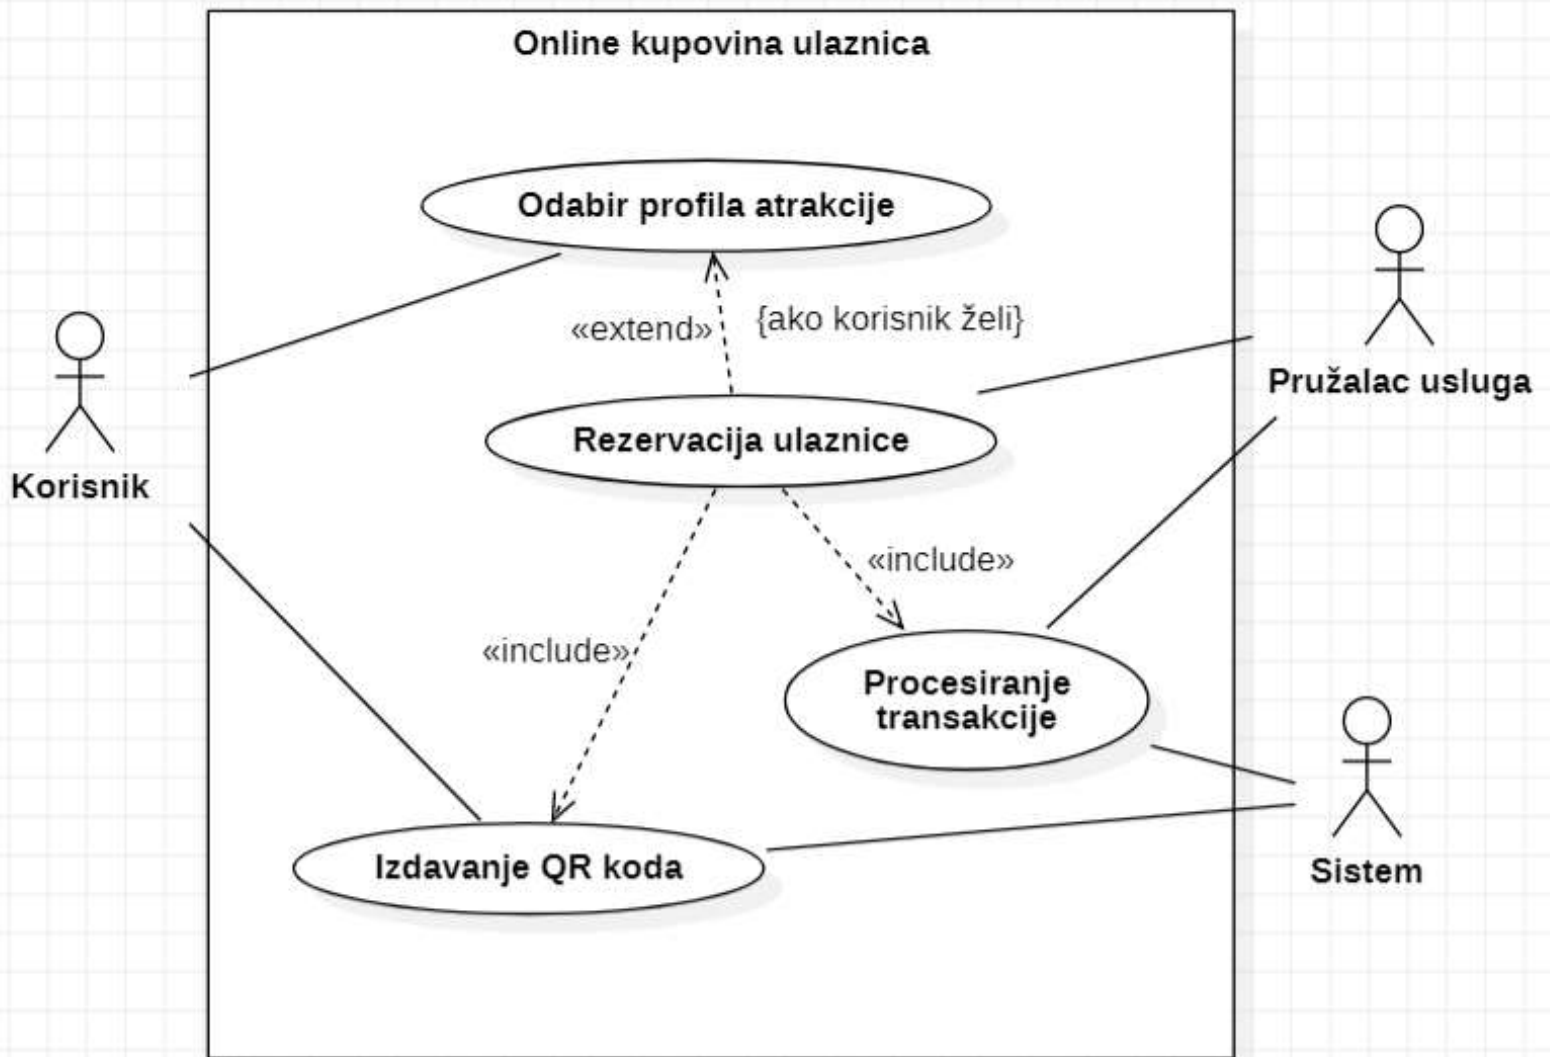 Online kupovina ulaznica
Odabir profila atrakcije
«extend»
{ako korisnik želi}
Pružalac usluga
Rezervacija ulaznice
Korisnik
«include»
«include»
Procesiranje
transakcije
Izdavanje QR koda
Sistem